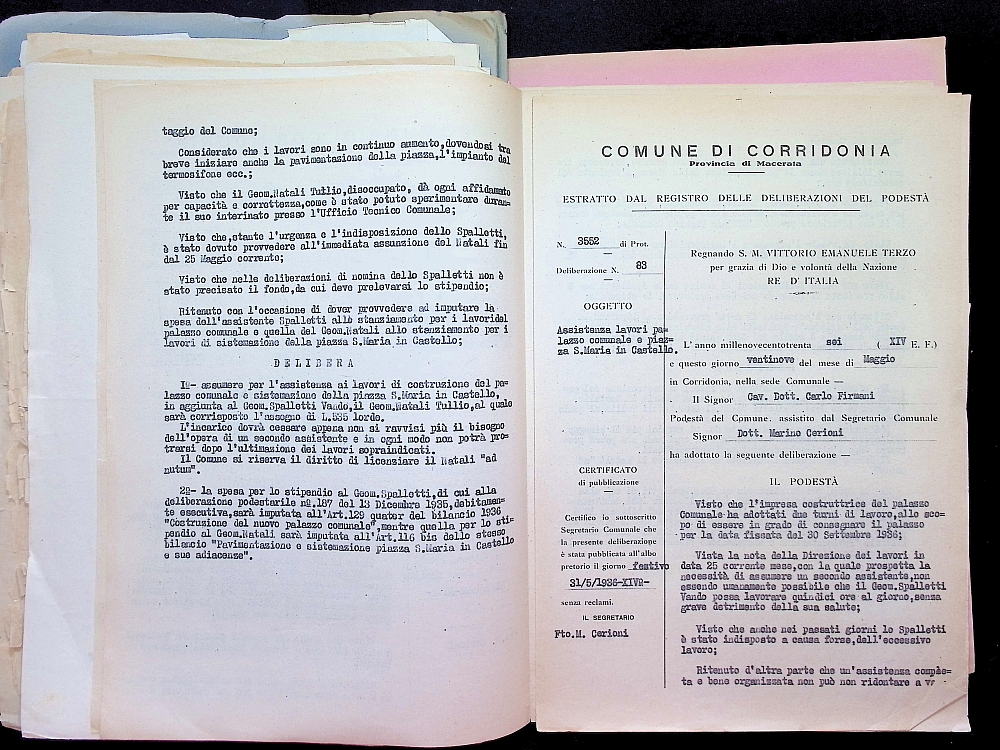 taggio del Comune;
Considerato che i lavori sono in continuo aumento,dovendosi tra
breve iniziare anche la pavimentazione della piazza,l'impianto del
termosifone ecc.;
Visto che il Geom.Natali Tullio,disoccupato, dà ogni affidamento
per capacità e correttezza,come è stato potuto sperimentare duran=
te il suo interinato presso l'Ufficio Tecnico Comunale;
Visto che,stante l'urgenza e l'indisposizione dello Spalletti,
è stato dovuto provvedere all'immediata assunzione del Natali fin
dal 25 Maggio corrente;
Visto che nelle deliberazioni di nomina dello Spalletti non è
stato precisato il fondo,da cui deve prelevarsi lo stipendio;
Ritenuto con l'occasione di dover provvedere ad imputare la
spesa dell'assistente Spalletti allo stanziamento per i lavoridel
palazzo comunale e quella del Geom.Natali allo stanziamento per i
lavori di sistemazione della piazza S.Maria in Castello;
DELIBERA
Iº- assumere per l'assistenza ai lavori di costruzione del pa=
lazzo comunale e sistemazione della piazza S.Maria in Castello,
in aggiunta al Geom.Spalletti Vando,il Geom.Natali Tullio,al quale
sarà corrisposto l'assegno di L.535 lorde.
L'incarico dovrà cessare appena non si ravvisi più il bisogno
dell'opera di un secondo assistente e in ogni modo non potrà pro=
trarsi dopo l'ultimazione dei lavori sopraindicati.
Il Comune si riserva il diritto di licenziare il Natali "ad
nutum".
2º- la spesa per lo stipendio al Geom.Spalletti,di cui alla
deliberazione podestarile nº.187 del 13 Dicembre 1935,debitamen=
te esecutiva,sarà imputata all'Art.129 quater del bilancio 1936
"Costruzione del nuovo palazzo comunale",mentre quella per lo sti=
pendio al Geom.Natali sarà imputata all'Art.116 bis dello stesso
bilancio "Pavimentazione e sistemazione piazza S.Maria in Castello
e sue adiacenze".
COMUNE DI CORRIDONIA
Provincia di Macerata
ESTRATTO DAL REGISTRO DELLE DELIBERAZIONI DEL PODESTÀ
N. 3552 di Prot.
Deliberazione N. 83
OGGETTO
Assistenza lavori pa=
lazzo comunale e piaz=
za S.Maria in Castello.
CERTIFICATO
di pubblicazione
Certifico io sottoscritto
Segretario Comunale che
la presente deliberazione
è stata pubblicata all'albo
pretorio il giorno festivo
31/5/1936-XIVº-
senza reclami.
IL SEGRETARIO
Fto.M. Cerioni
Regnando S. M. VITTORIO EMANUELE TERZO
per grazia di Dio e volontà della Nazione
RE D'ITALIA
L'anno millenovecentotrenta sei ( XIV E. F.)
e questo giorno ventinove del mese di Maggio
in Corridonia, nella sede Comunale —
Il Signor Cav. Dott. Carlo Firmani
Podestà del Comune, assistito dal Segretario Comunale
Signor Dott. Marino Cerioni
ha adottato la seguente deliberazione —
IL PODESTÀ
Visto che l'impresa costruttrice del palazzo
Comunale ha adottati due turni di lavoro,allo sco=
po di essere in grado di consegnare il palazzo
per la data fissata del 30 Settembre 1936;
Vista la nota della Direzione dei lavori in
data 25 corrente mese,con la quale prospetta la
necessità di assumere un secondo assistente,non
essendo umanamente possibile che il Geom.Spalletti
Vando possa lavorare quindici ore al giorno,senza
grave detrimento della sua salute;
Visto che anche nei passati giorni lo Spalletti
è stato indisposto a causa forse,dell'eccessivo
lavoro;
Ritenuto d'altra parte che un'assistenza comple=
ta e bene organizzata non può non ridontare a